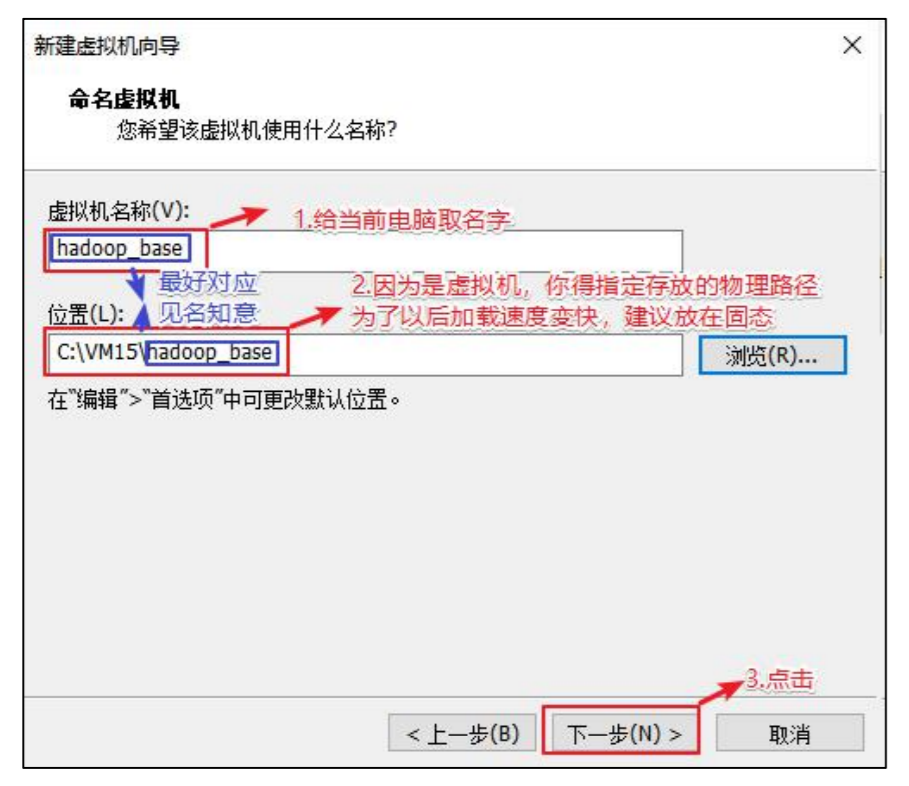 新建虚拟机向导
命名虚拟机
您希望该虚拟机使用什么名称?
虚拟机名称(V):
1.给当前电脑取名字
hadoop_base
最好对应
见名知意
2.因为是虚拟机，你得指定存放的物理路径
为了以后加载速度变快，建议放在固态
位置(L):
C:\VM15\hadoop_base
浏览(R)...
在"编辑">"首选项"中可更改默认位置。
3.点击
< 上一步(B)
下一步(N) >
取消